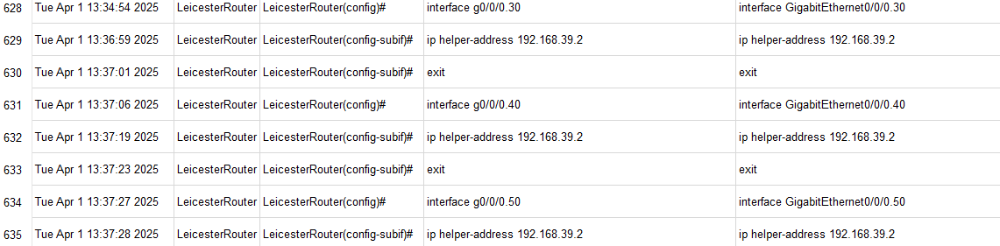 628 Tue Apr 1 13:34:54 2025 LeicesterRouter LeicesterRouter(config)# interface g0/0/0.30 interface GigabitEthernet0/0/0.30
629 Tue Apr 1 13:36:59 2025 LeicesterRouter LeicesterRouter(config-subif)# ip helper-address 192.168.39.2 ip helper-address 192.168.39.2
630 Tue Apr 1 13:37:01 2025 LeicesterRouter LeicesterRouter(config-subif)# exit exit
631 Tue Apr 1 13:37:06 2025 LeicesterRouter LeicesterRouter(config)# interface g0/0/0.40 interface GigabitEthernet0/0/0.40
632 Tue Apr 1 13:37:19 2025 LeicesterRouter LeicesterRouter(config-subif)# ip helper-address 192.168.39.2 ip helper-address 192.168.39.2
633 Tue Apr 1 13:37:23 2025 LeicesterRouter LeicesterRouter(config-subif)# exit exit
634 Tue Apr 1 13:37:27 2025 LeicesterRouter LeicesterRouter(config)# interface g0/0/0.50 interface GigabitEthernet0/0/0.50
635 Tue Apr 1 13:37:28 2025 LeicesterRouter LeicesterRouter(config-subif)# ip helper-address 192.168.39.2 ip helper-address 192.168.39.2